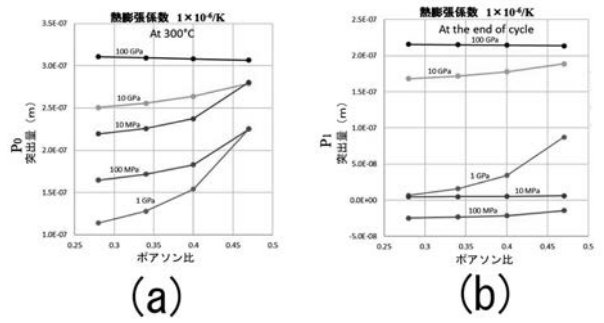 熱膨張係数 1×10⁻⁶/K
At 300°C
3.5E-07
100 GPa
3.0E-07
10 GPa
2.5E-07
10 MPa
2.0E-07
100 MPa
1.5E-07
1 GPa
1.0E-07
P₀
突出量（m）
0.25 0.3 0.35 0.4 0.45 0.5
ポアソン比
(a)
熱膨張係数 1×10⁻⁶/K
At the end of cycle
2.5E-07
100 GPa
2.0E-07
10 GPa
1.5E-07
1.0E-07
5.0E-08
1 GPa
10 MPa
0.0E+00
100 MPa
-5.0E-08
P₁
突出量（m）
0.25 0.3 0.35 0.4 0.45 0.5
ポアソン比
(b)